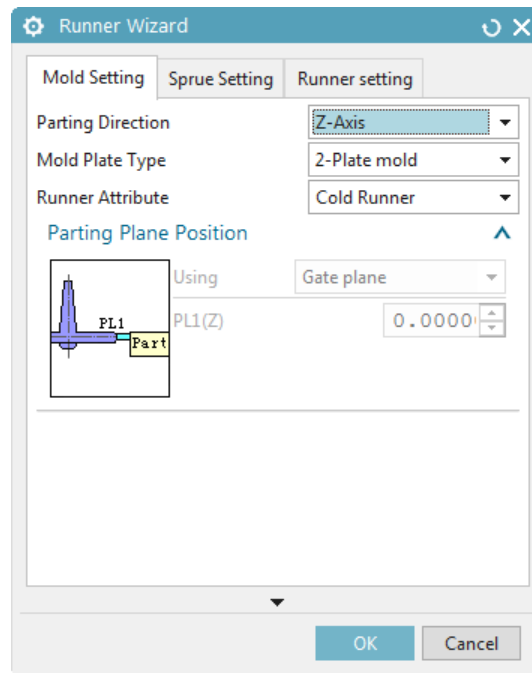 Runner Wizard
Mold Setting Sprue Setting Runner setting
Parting Direction Z-Axis
Mold Plate Type 2-Plate mold
Runner Attribute Cold Runner
Parting Plane Position
Using Gate plane
PL1 PL1(Z) 0.0000
Part
OK Cancel